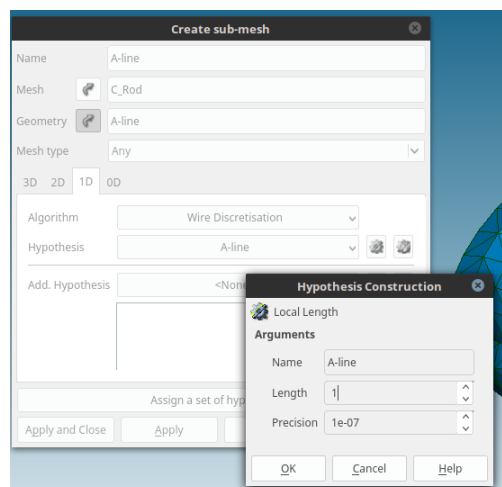 Create sub-mesh
Name A-line
Mesh C_Rod
Geometry A-line
Mesh type Any
3D 2D 1D 0D
Algorithm Wire Discretisation
Hypothesis A-line
Add. Hypothesis <None
Assign a set of hyp
Apply and Close Apply
Hypothesis Construction
Local Length
Arguments
Name A-line
Length 1
Precision 1e-07
OK Cancel Help